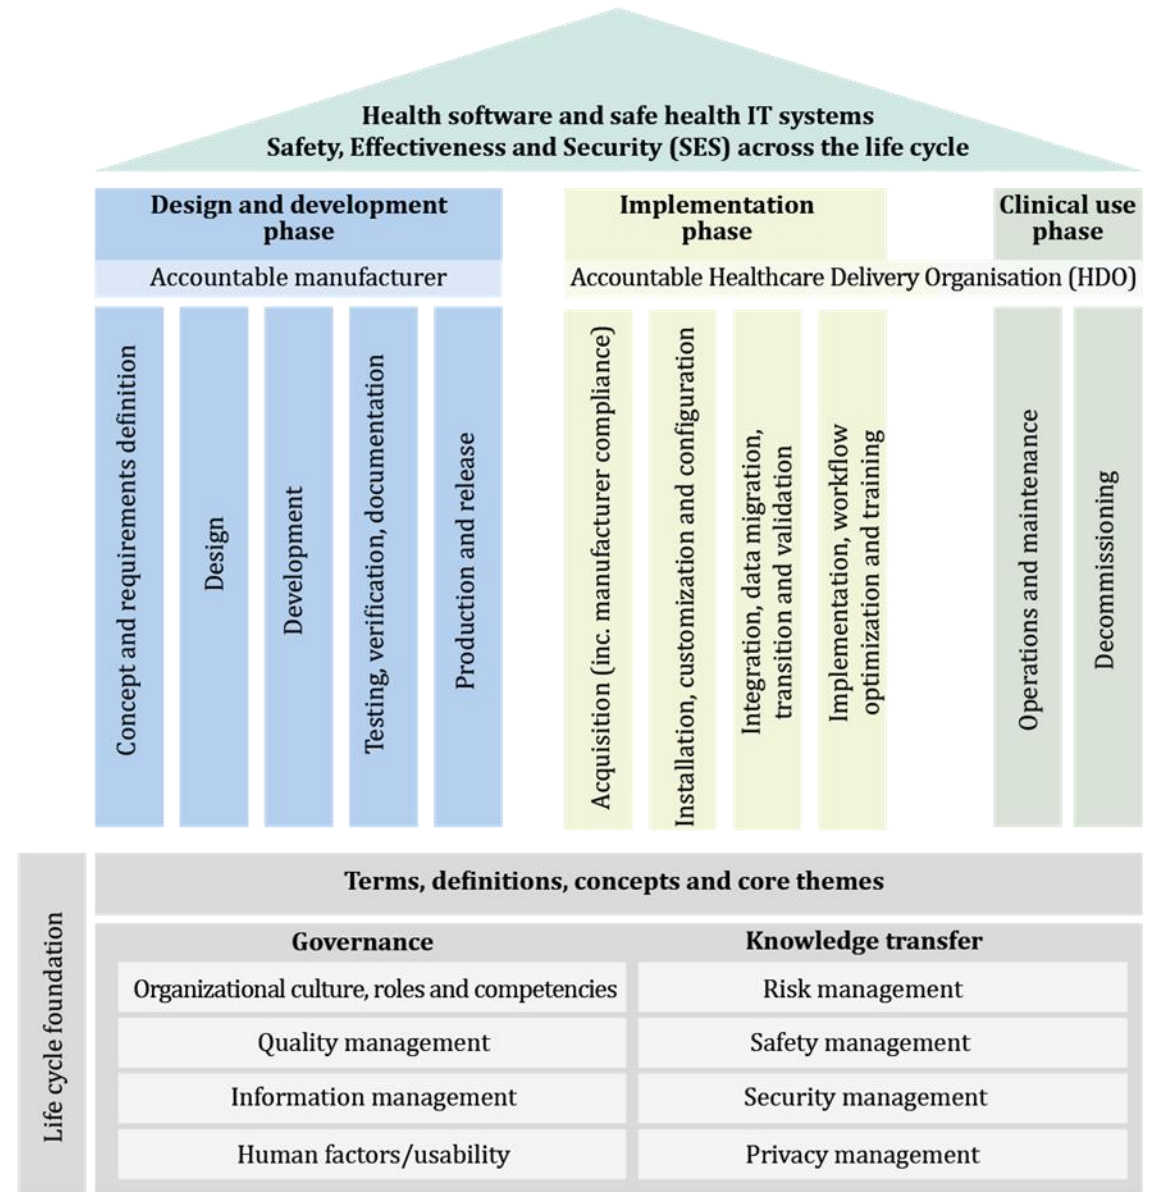 Health software and safe health IT systems
Safety, Effectiveness and Security (SES) across the life cycle
Design and development
phase
Accountable manufacturer
Implementation
phase
Clinical use
phase
Accountable Healthcare Delivery Organisation (HDO)
Concept and requirements definition
Design
Development
Testing, verification, documentation
Production and release
Acquisition (inc. manufacturer compliance)
Installation, customization and configuration
Integration, data migration,
transition and validation
Implementation, workflow
optimization and training
Operations and maintenance
Decommissioning
Life cycle foundation
Terms, definitions, concepts and core themes
Governance
Organizational culture, roles and competencies
Quality management
Information management
Human factors/usability
Knowledge transfer
Risk management
Safety management
Security management
Privacy management